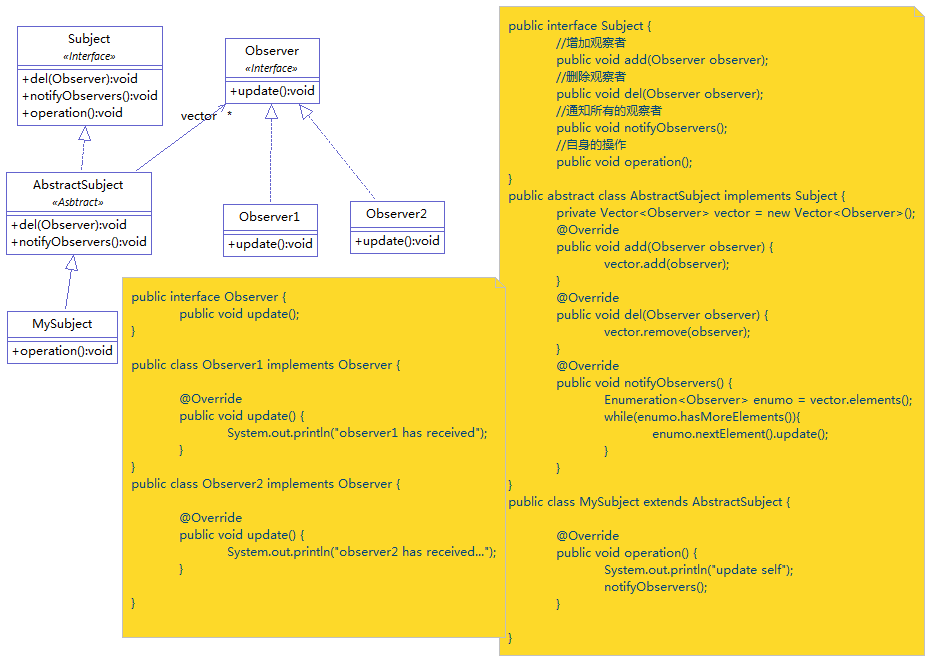 Subject
«Interface»
+del(Observer):void
+notifyObservers():void
+operation():void
Observer
«Interface»
+update():void
vector *
AbstractSubject
«Asbtract»
+del(Observer):void
+notifyObservers():void
Observer1
+update():void
Observer2
+update():void
MySubject
+operation():void
public interface Observer {
public void update();
}
public class Observer1 implements Observer {
@Override
public void update() {
System.out.println("observer1 has received");
}
}
public class Observer2 implements Observer {
@Override
public void update() {
System.out.println("observer2 has received...");
}
}
public interface Subject {
//增加观察者
public void add(Observer observer);
//删除观察者
public void del(Observer observer);
//通知所有的观察者
public void notifyObservers();
//自身的操作
public void operation();
}
public abstract class AbstractSubject implements Subject {
private Vector<Observer> vector = new Vector<Observer>();
@Override
public void add(Observer observer) {
vector.add(observer);
}
@Override
public void del(Observer observer) {
vector.remove(observer);
}
@Override
public void notifyObservers() {
Enumeration<Observer> enumo = vector.elements();
while(enumo.hasMoreElements()){
enumo.nextElement().update();
}
}
}
public class MySubject extends AbstractSubject {
@Override
public void operation() {
System.out.println("update self");
notifyObservers();
}
}